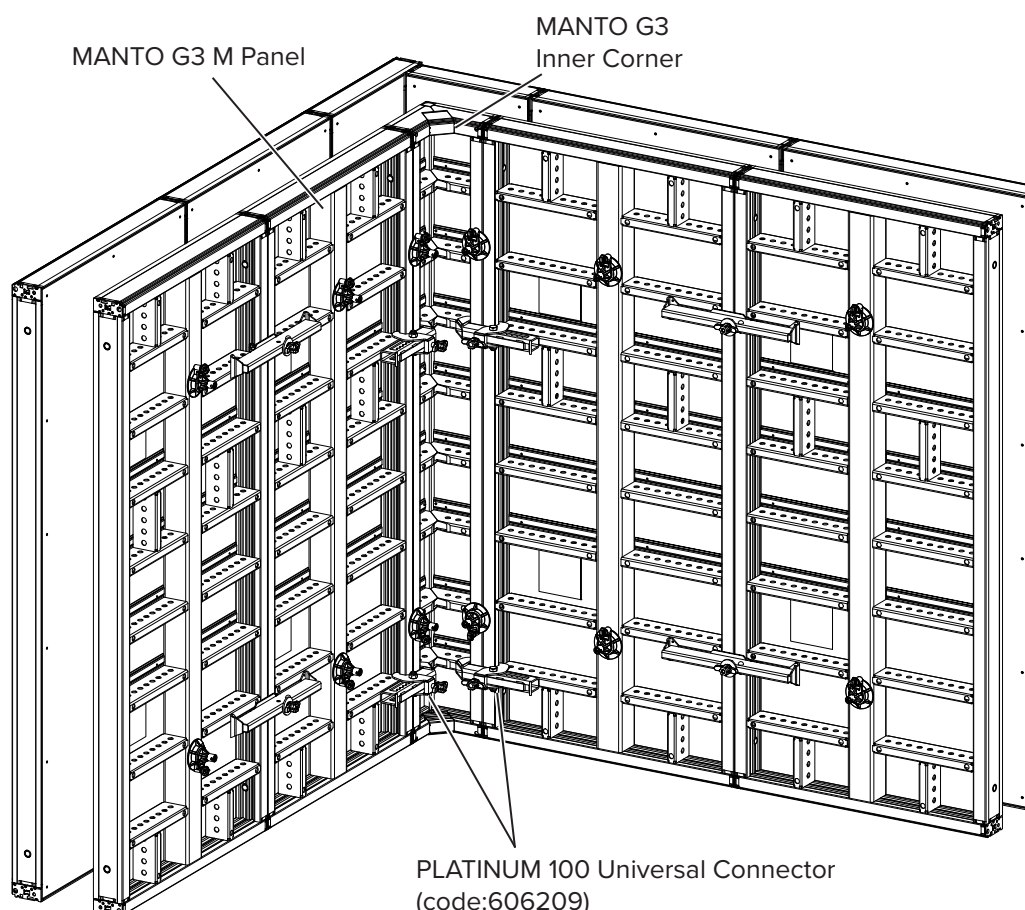 MANTO G3 M Panel
MANTO G3
Inner Corner
PLATINUM 100 Universal Connector
(code:606209)